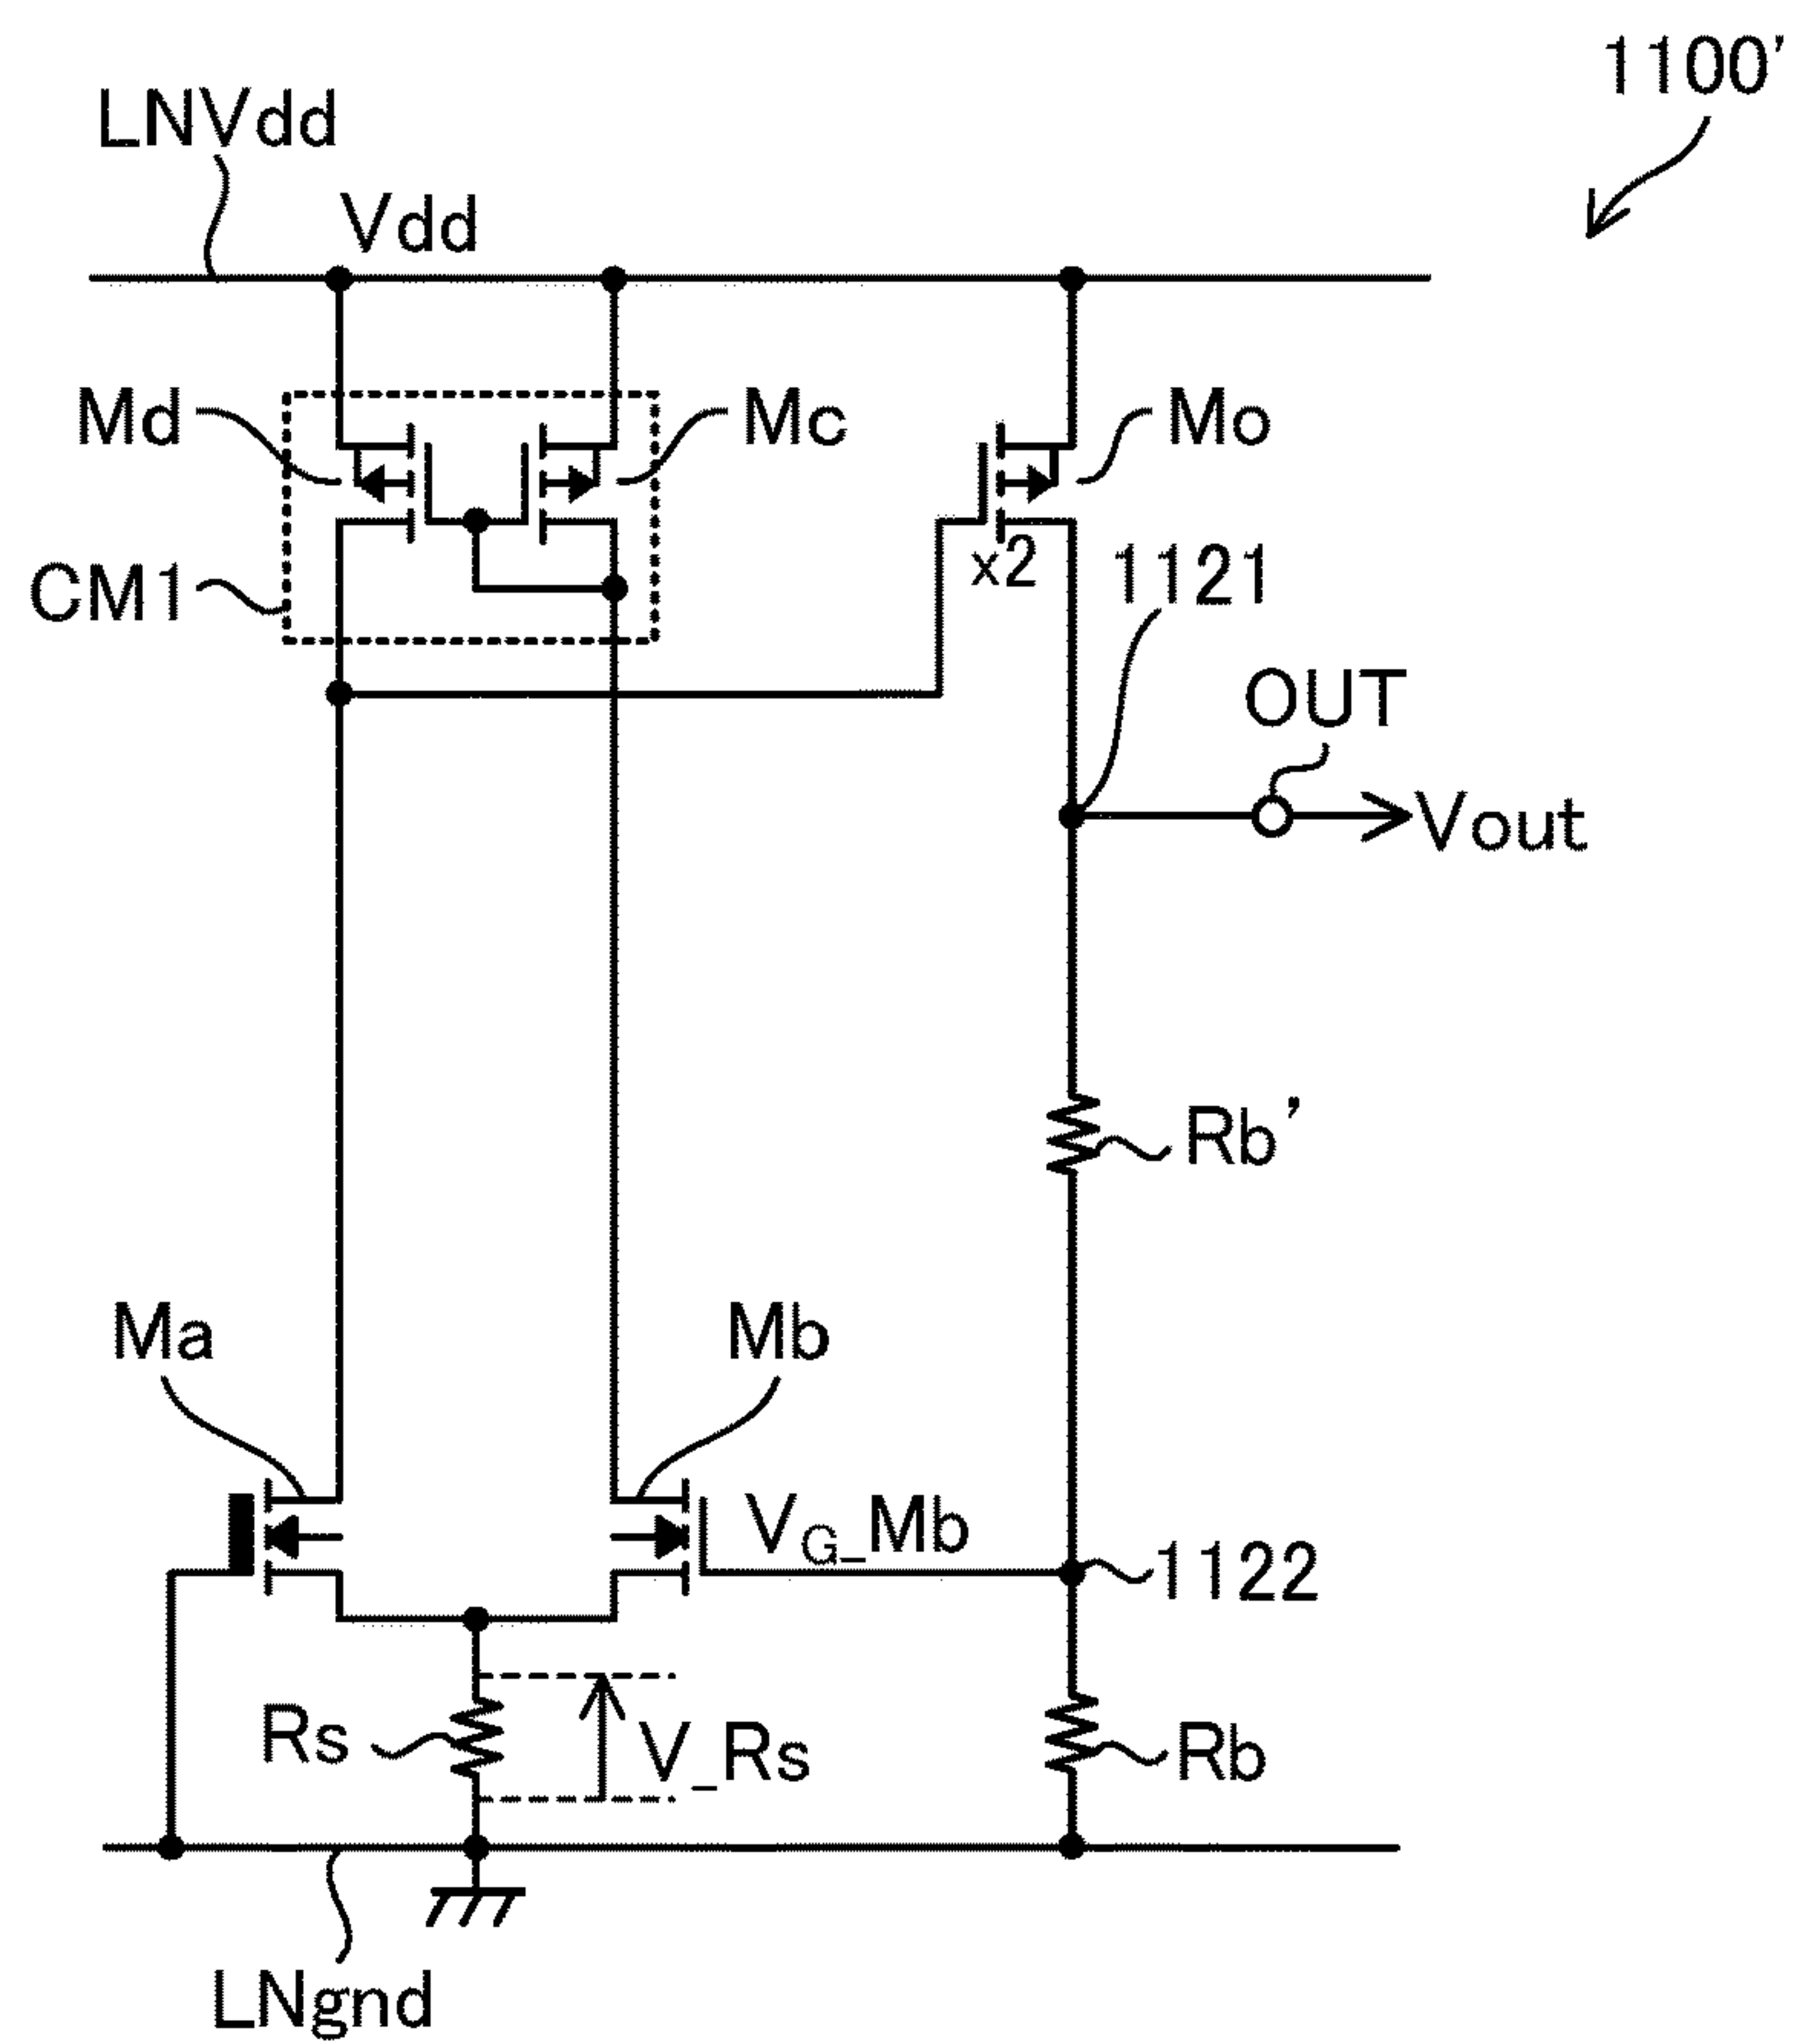 1100'
LNVdd
Vdd
Md
Mc
Mo
CM1
x2
1121
OUT
Vout
Rb'
Ma
Mb
VG_Mb
1122
Rs
V_Rs
Rb
LNgnd